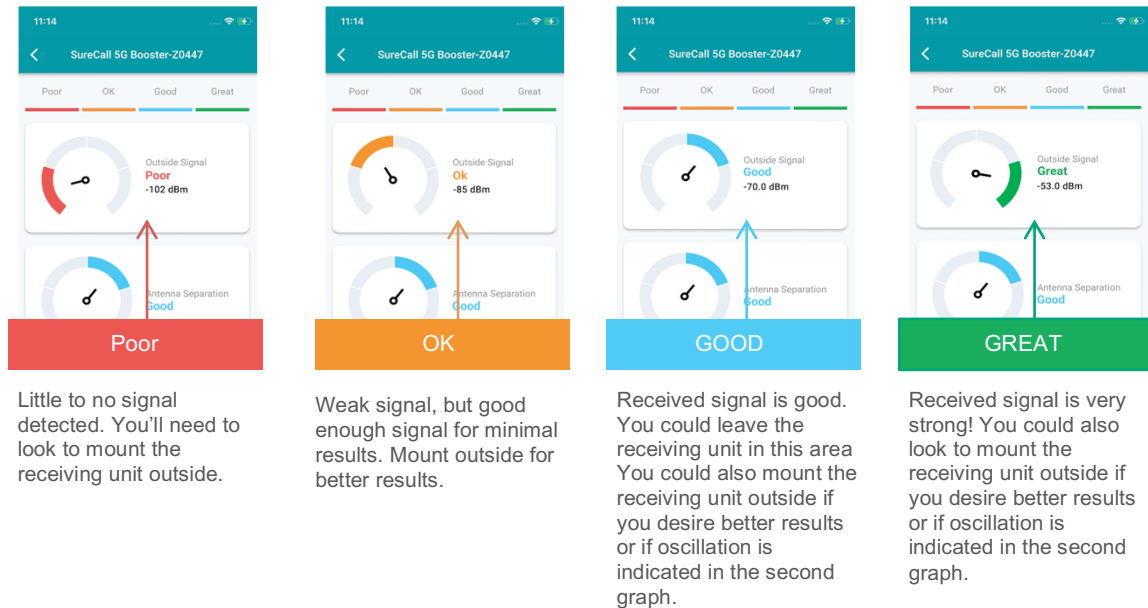 11:14
SureCall 5G Booster-Z0447
Poor OK Good Great
Outside Signal
Poor
-102 dBm
Antenna Separation
Good
Poor
Little to no signal
detected. You’ll need to
look to mount the
receiving unit outside.
11:14
SureCall 5G Booster-Z0447
Poor OK Good Great
Outside Signal
Ok
-85 dBm
Antenna Separation
Good
OK
Weak signal, but good
enough signal for minimal
results. Mount outside for
better results.
11:14
SureCall 5G Booster-Z0447
Poor OK Good Great
Outside Signal
Good
-70.0 dBm
Antenna Separation
Good
GOOD
Received signal is good.
You could leave the
receiving unit in this area
You could also mount the
receiving unit outside if
you desire better results
or if oscillation is
indicated in the second
graph.
11:14
SureCall 5G Booster-Z0447
Poor OK Good Great
Outside Signal
Great
-53.0 dBm
Antenna Separation
Good
GREAT
Received signal is very
strong! You could also
look to mount the
receiving unit outside if
you desire better results
or if oscillation is
indicated in the second
graph.